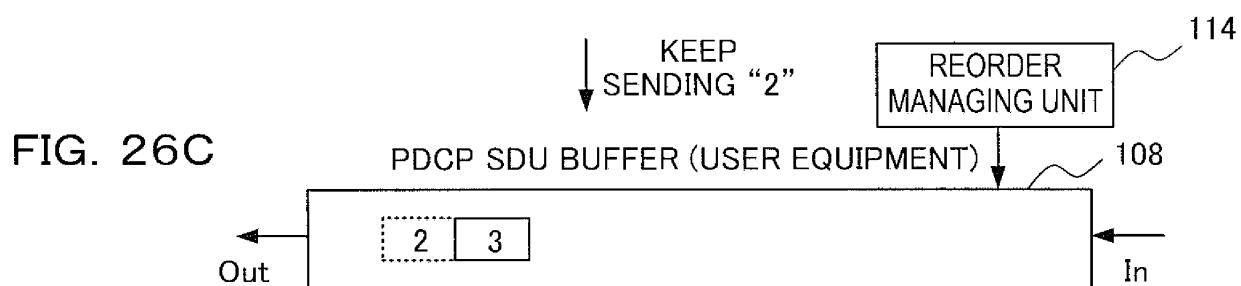 KEEP
SENDING “2”
REORDER
MANAGING UNIT
114
FIG. 26C
PDCP SDU BUFFER (USER EQUIPMENT)
108
2 3
Out
In